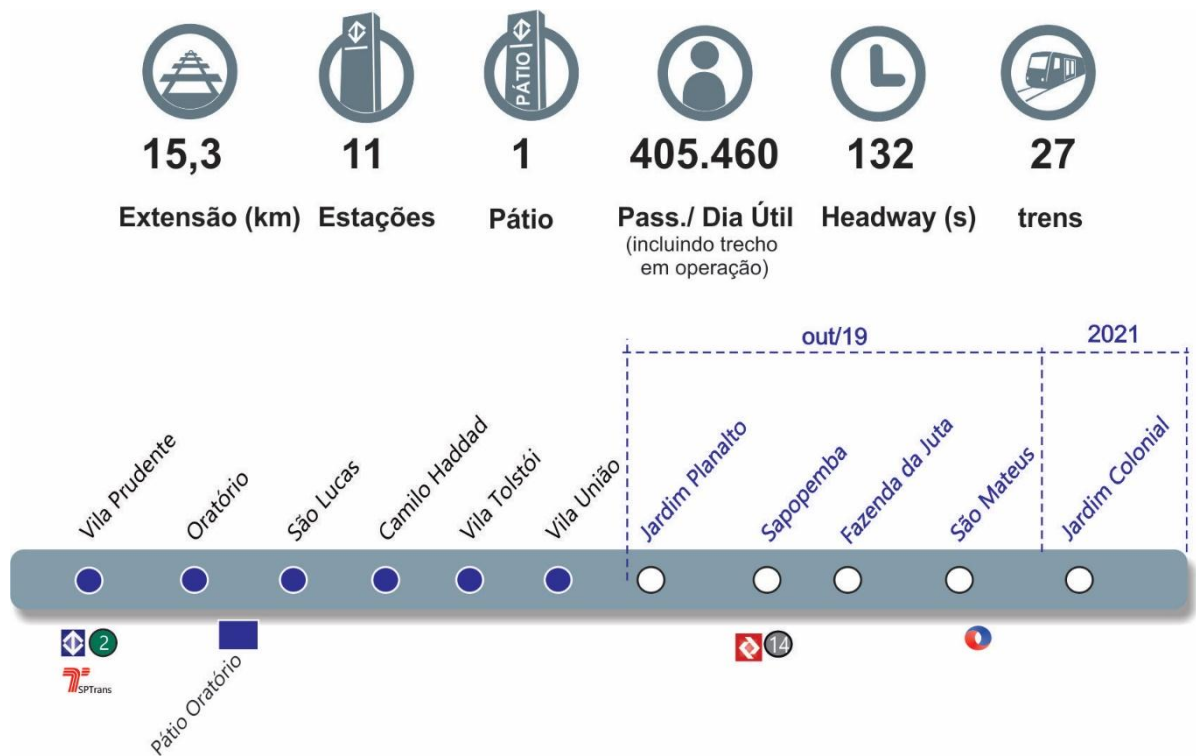 PÁTIO
15,3
11
1
405.460
132
27
Extensão (km)
Estações
Pátio
Pass./ Dia Útil
(incluindo trecho
em operação)
Headway (s)
trens
out/19
2021
Vila Prudente
Oratório
São Lucas
Camilo Haddad
Vila Tolstói
Vila União
Jardim Planalto
Sapopemba
Fazenda da Juta
São Mateus
Jardim Colonial
2
SPTrans
Pátio Oratório
14